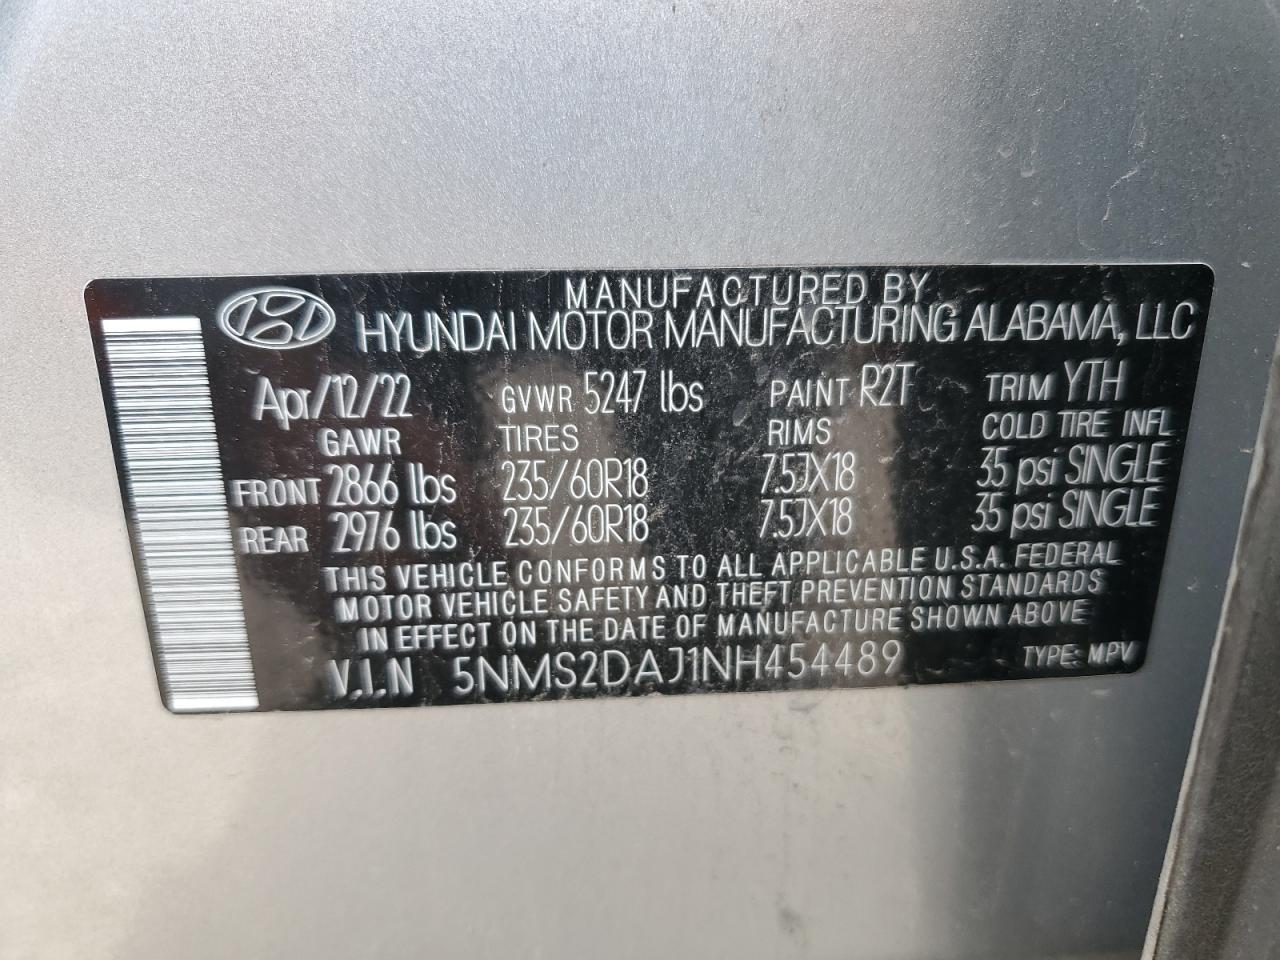 MANUFACTURED BY
HYUNDAI MOTOR MANUFACTURING ALABAMA, LLC
Apr/12/22 GVWR 5247 lbs PAINT R2T TRIM YTH
GAWR TIRES RIMS COLD TIRE INFL
FRONT 2866 lbs 235/60R18 7.5JX18 35 psi SINGLE
REAR 2976 lbs 235/60R18 7.5JX18 35 psi SINGLE
THIS VEHICLE CONFORMS TO ALL APPLICABLE U.S.A. FEDERAL
MOTOR VEHICLE SAFETY AND THEFT PREVENTION STANDARDS
IN EFFECT ON THE DATE OF MANUFACTURE SHOWN ABOVE
V.I.N 5NMS2DAJ1NH454489 TYPE: MPV